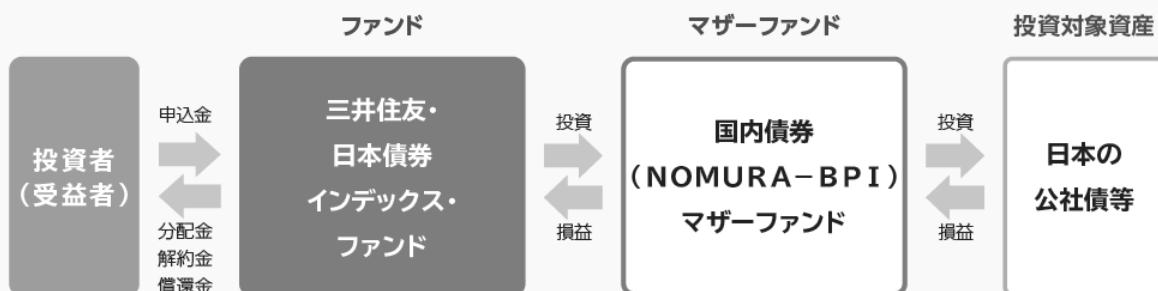 ファンド
マザーファンド
投資対象資産
投資者
(受益者)
申込金
分配金
解約金
償還金
三井住友・
日本債券
インデックス・
ファンド
投資
損益
国内債券
(NOMURA-BPI)
マザーファンド
投資
損益
日本の
公社債等